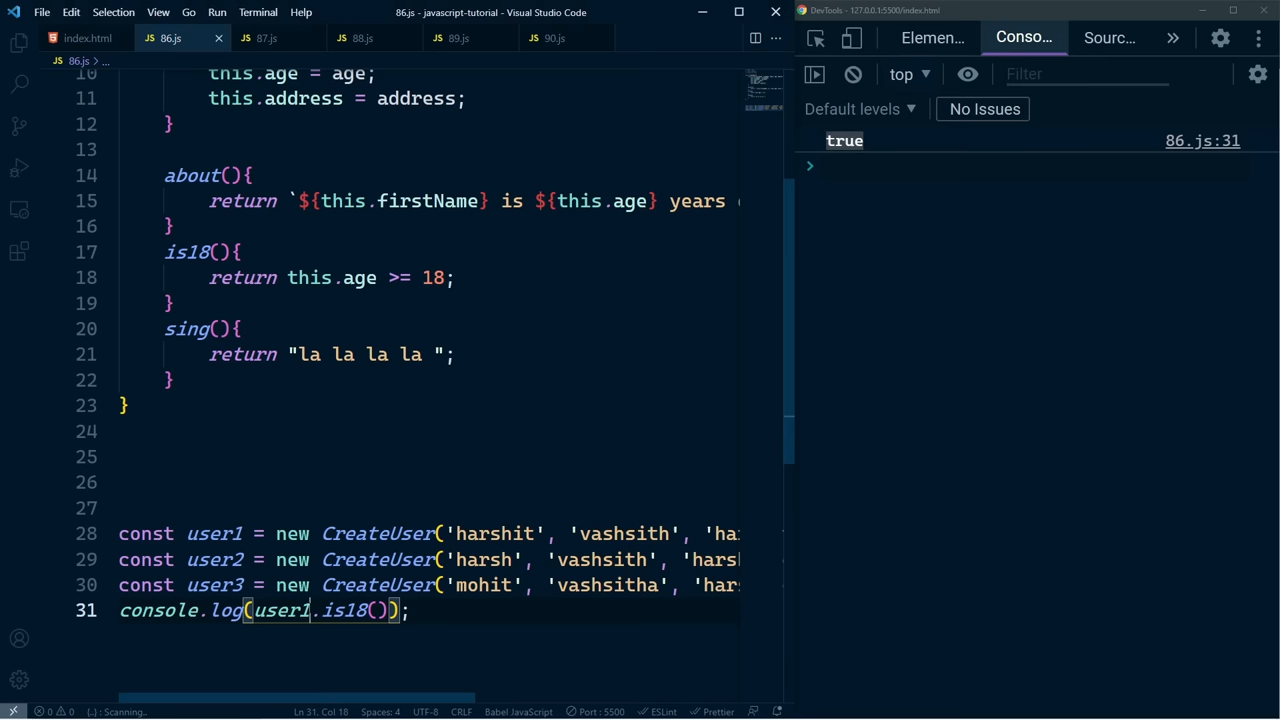 File Edit Selection View Go Run Terminal Help 86.js - javascript-tutorial - Visual Studio Code
index.html 86.js 87.js 88.js 89.js 90.js
86.js > ...
10 this.age = age;
11 this.address = address;
12 }
13
14 about(){
15 return `${this.firstName} is ${this.age} years
16 }
17 is18(){
18 return this.age >= 18;
19 }
20 sing(){
21 return "la la la la ";
22 }
23 }
24
25
26
27
28 const user1 = new CreateUser('harshit', 'vashsith', 'har
29 const user2 = new CreateUser('harsh', 'vashsith', 'harsh
30 const user3 = new CreateUser('mohit', 'vashsitha', 'hars
31 console.log(user1.is18());
0 0 {..} : Scanning.. Ln 31, Col 18 Spaces: 4 UTF-8 CRLF Babel JavaScript Port : 5500 ESLint Prettier
DevTools - 127.0.0.1:5500/index.html
Elemen... Conso... Sourc... »
top Filter
Default levels No Issues
true 86.js:31
>